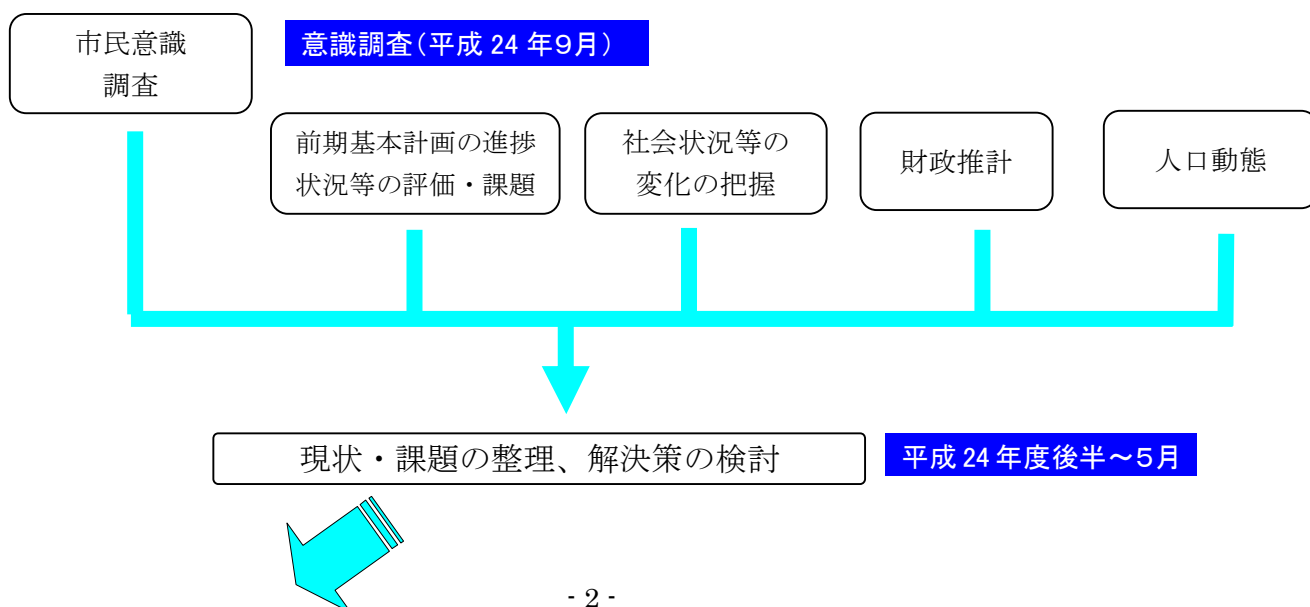 市民意識
調査
意識調査（平成 24 年９月）
前期基本計画の進捗
状況等の評価・課題
社会状況等の
変化の把握
財政推計
人口動態
現状・課題の整理、解決策の検討
平成 24 年度後半～５月
- 2 -